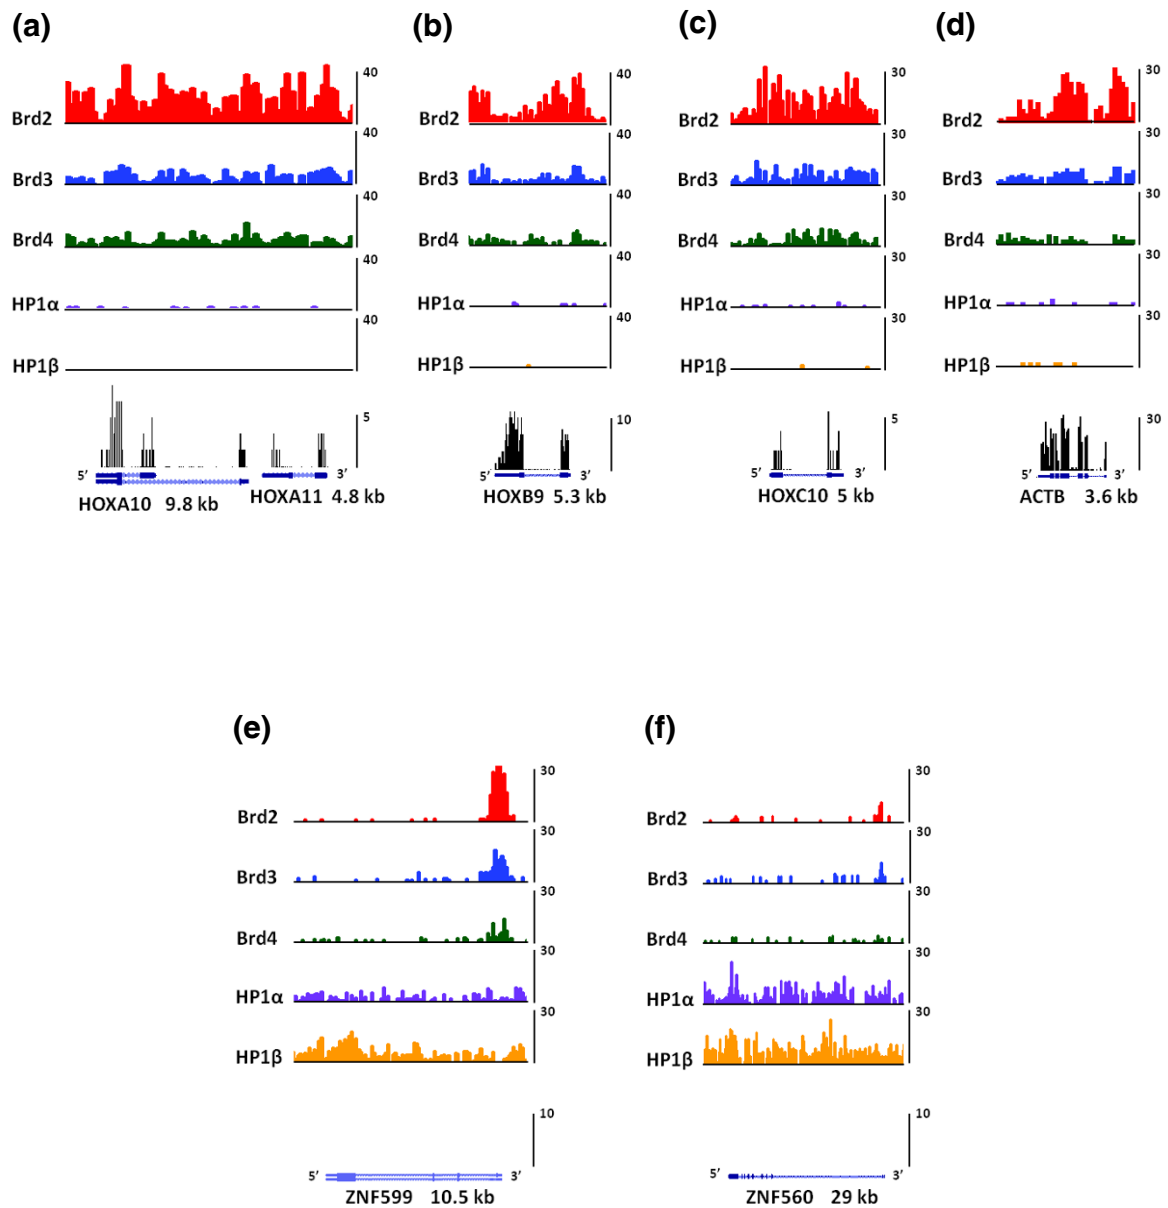 (a)
40
Brd2
40
Brd3
40
Brd4
40
HP1α
40
HP1β
5
5′ 3′
HOXA10 9.8 kb HOXA11 4.8 kb
(b)
40
Brd2
40
Brd3
40
Brd4
40
HP1α
40
HP1β
10
5′ 3′
HOXB9 5.3 kb
(c)
30
Brd2
30
Brd3
30
Brd4
30
HP1α
30
HP1β
5
5′ 3′
HOXC10 5 kb
(d)
30
Brd2
30
Brd3
30
Brd4
30
HP1α
30
HP1β
30
5′ 3′
ACTB 3.6 kb
(e)
30
Brd2
30
Brd3
30
Brd4
30
HP1α
30
HP1β
10
5′ 3′
ZNF599 10.5 kb
(f)
30
Brd2
30
Brd3
30
Brd4
30
HP1α
30
HP1β
10
5′ 3′
ZNF560 29 kb